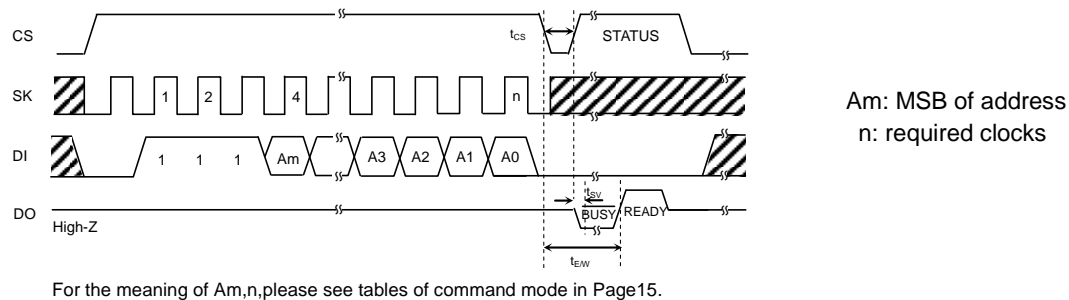 CS tCS STATUS
SK 1 2 4 n
DI 1 1 1 Am A3 A2 A1 A0
tSV
DO BUSY READY
High-Z
tE/W
Am: MSB of address
n: required clocks
For the meaning of Am,n,please see tables of command mode in Page15.